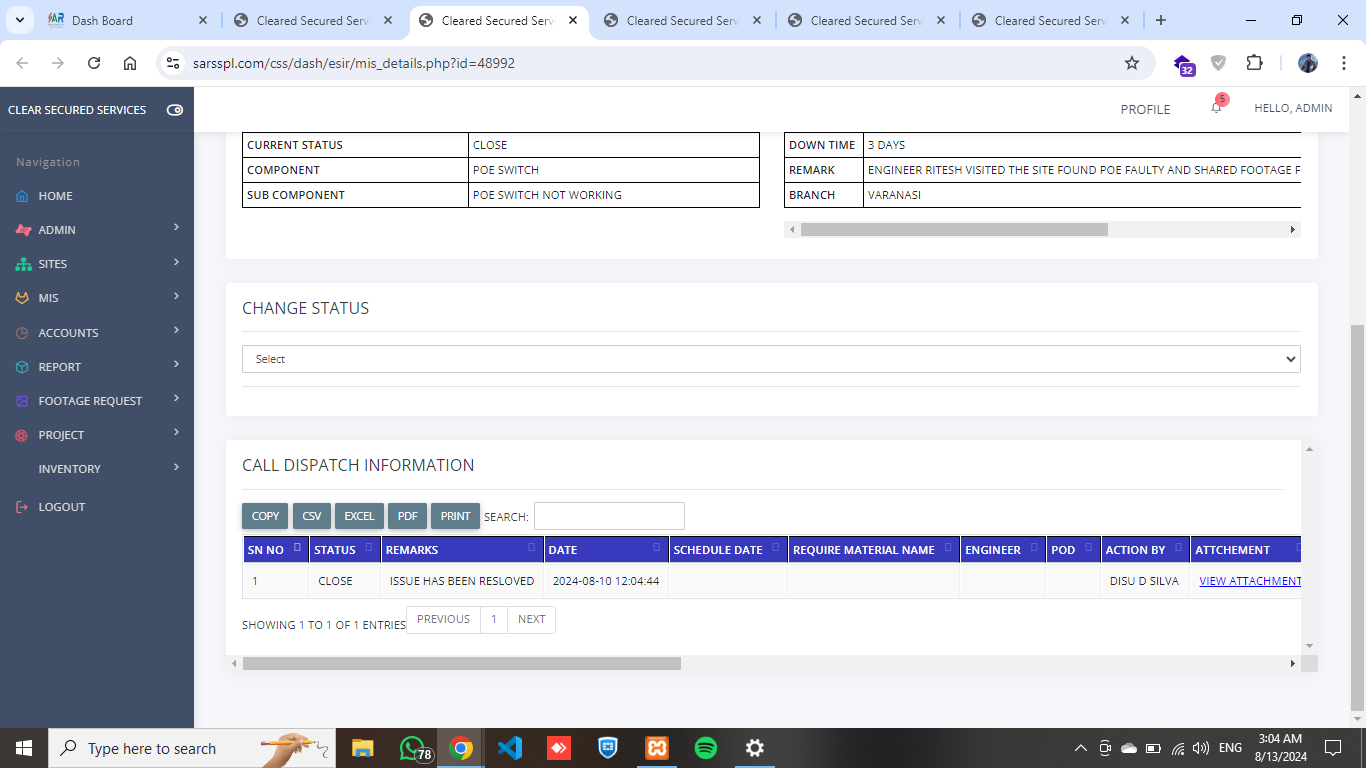 SAR
Dash Board
Cleared Secured Serv
Cleared Secured Serv
Cleared Secured Serv
Cleared Secured Serv
Cleared Secured Serv
sarsspl.com/css/dash/esir/mis_details.php?id=48992
32
CLEAR SECURED SERVICES
PROFILE
5
HELLO, ADMIN
Navigation
HOME
ADMIN
SITES
MIS
ACCOUNTS
REPORT
FOOTAGE REQUEST
PROJECT
INVENTORY
LOGOUT
CURRENT STATUS CLOSE
COMPONENT POE SWITCH
SUB COMPONENT POE SWITCH NOT WORKING
DOWN TIME 3 DAYS
REMARK ENGINEER RITESH VISITED THE SITE FOUND POE FAULTY AND SHARED FOOTAGE F
BRANCH VARANASI
CHANGE STATUS
Select
CALL DISPATCH INFORMATION
COPY CSV EXCEL PDF PRINT SEARCH:
SN NO STATUS REMARKS DATE SCHEDULE DATE REQUIRE MATERIAL NAME ENGINEER POD ACTION BY ATTCHEMENT
1 CLOSE ISSUE HAS BEEN RESLOVED 2024-08-10 12:04:44 DISU D SILVA VIEW ATTACHMENT
SHOWING 1 TO 1 OF 1 ENTRIES PREVIOUS 1 NEXT
Type here to search
78
ENG
3:04 AM
8/13/2024